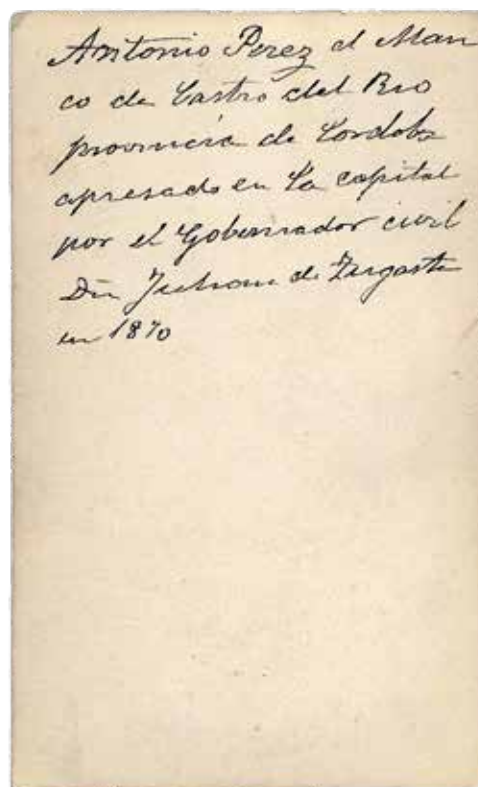 Antonio Perez el Man
co de Castro del Rio
provincia de Cordoba
apresado en la capital
por el Gobernador civil
Don Julian de Zugasti
en 1870